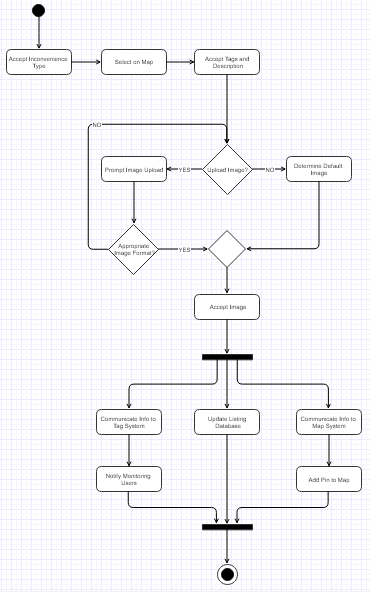 Accept Inconvenience
Type
Select on Map
Accept Tags and
Description
NO
Prompt Image Upload
YES
Upload Image?
NO
Determine Default
Image
Appropriate
Image Format?
YES
Accept Image
Communicate Info to
Tag System
Update Listing
Database
Communicate Info to
Map System
Notify Monitoring
Users
Add Pin to Map